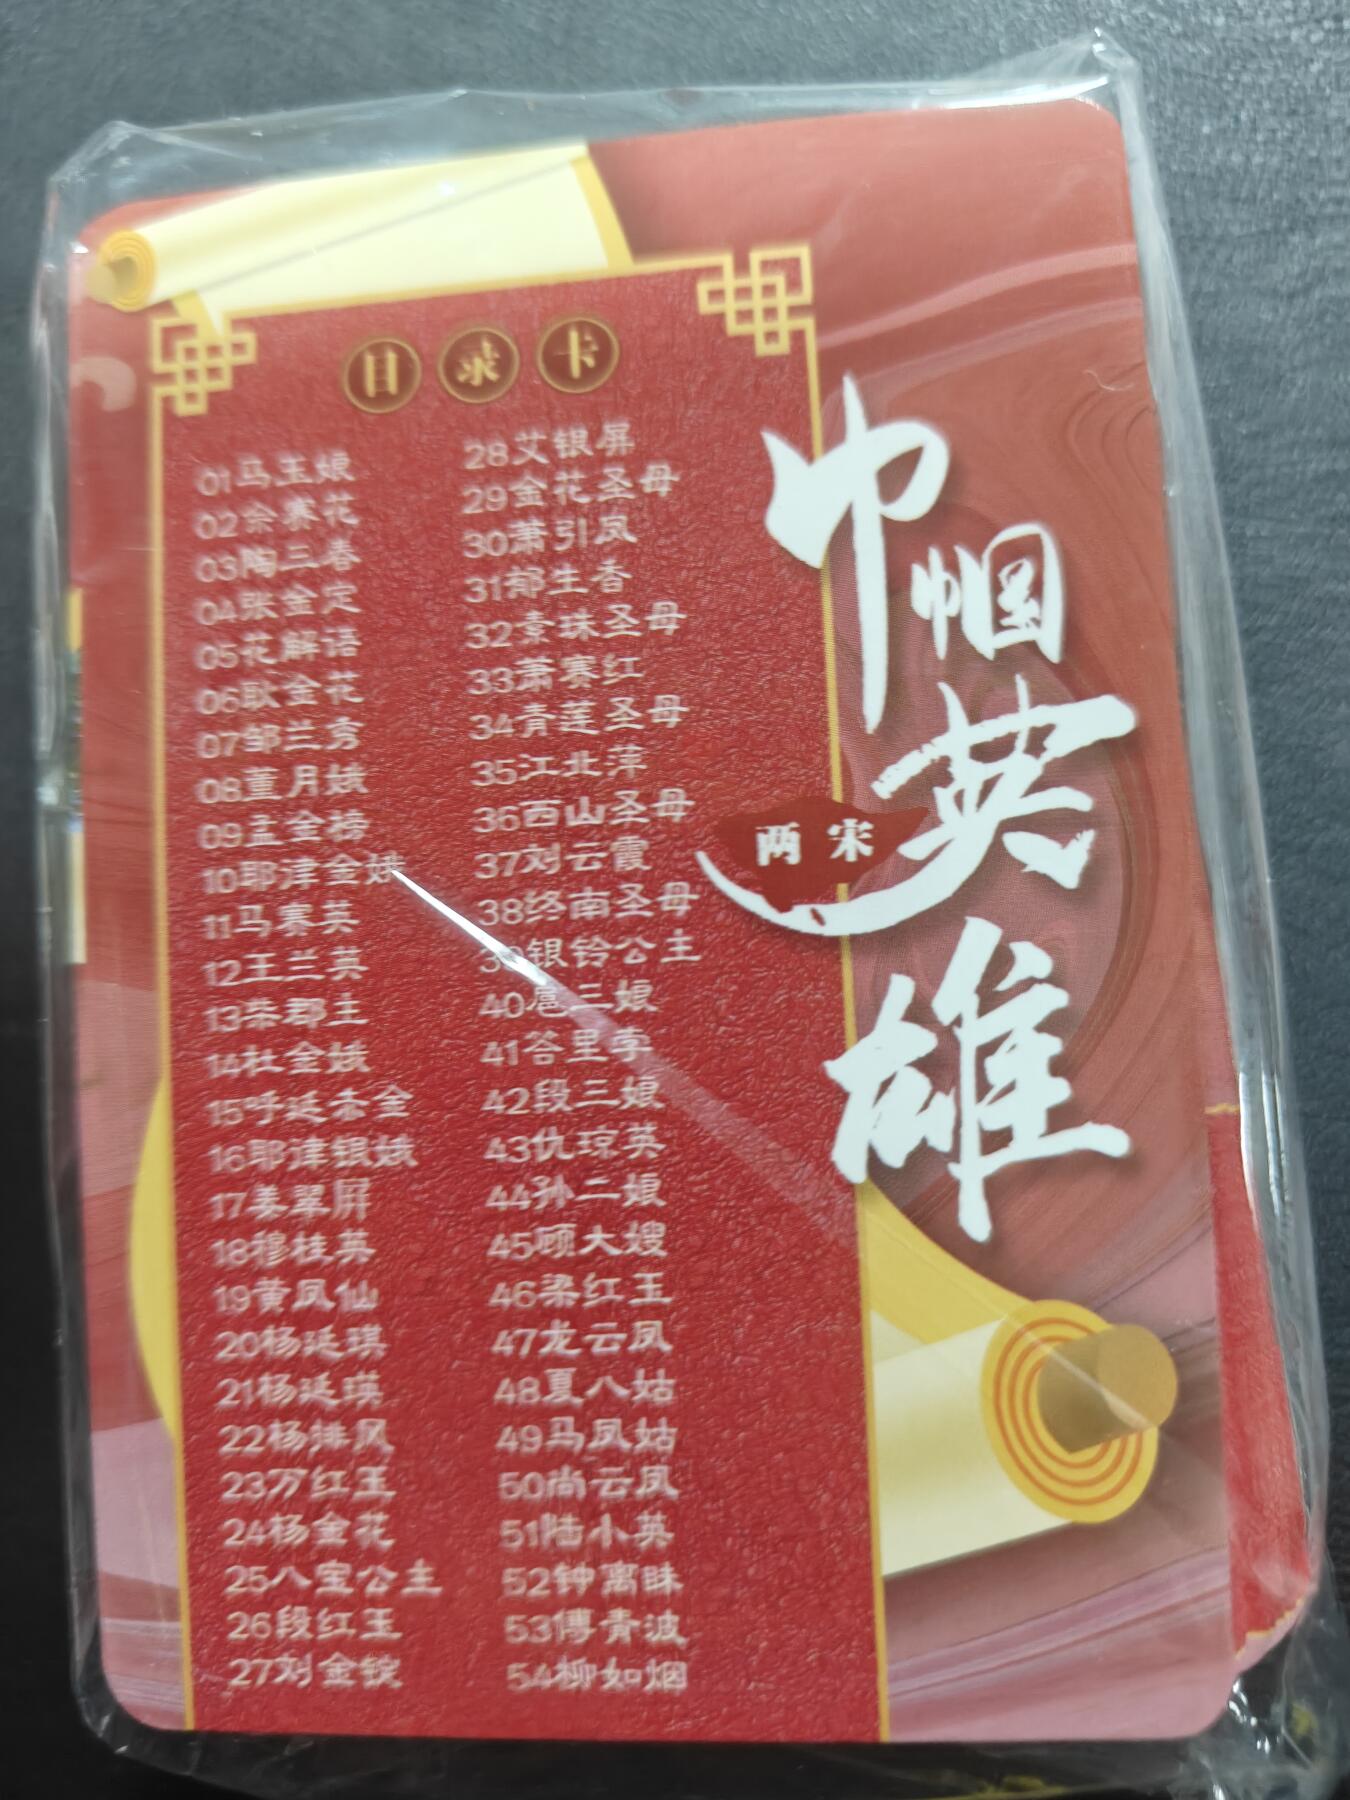 目录卡
01马玉娘
02佘赛花
03陶三春
04张金定
05花解语
06耿金花
07邹兰秀
08董月娥
09孟金榜
10耶津金娥
11马赛英
12王兰英
13柴郡主
14杜金娥
15呼延赤金
16耶津银娥
17姜翠屏
18穆桂英
19黄凤仙
20杨延琪
21杨延瑛
22杨排风
23万红玉
24杨金花
25八宝公主
26段红玉
27刘金锭
28艾银屏
29金花圣母
30萧引凤
31郁生香
32素珠圣母
33萧赛红
34青莲圣母
35江北萍
36西山圣母
37刘云霞
38终南圣母
39银铃公主
40扈三娘
41答里孛
42段三娘
43仇琼英
44孙二娘
45顾大嫂
46梁红玉
47龙云凤
48夏八姑
49马凤姑
50尚云凤
51陆小英
52钟离昧
53傅青波
54柳如烟
巾帼英雄
两宋